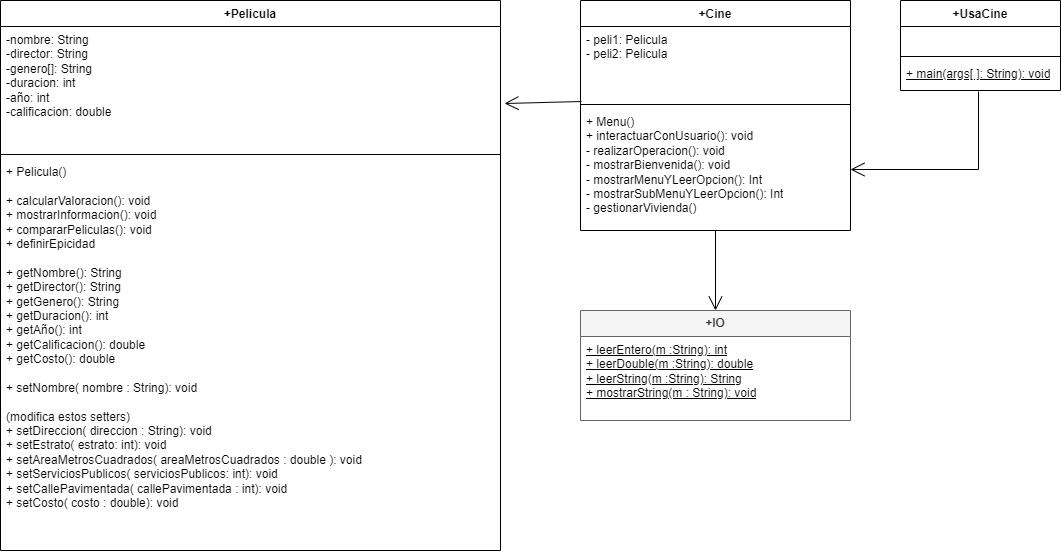 +Pelicula
-nombre: String
-director: String
-genero[]: String
-duracion: int
-año: int
-calificacion: double
+ Pelicula()
+ calcularValoracion(): void
+ mostrarInformacion(): void
+ compararPeliculas(): void
+ definirEpicidad
+ getNombre(): String
+ getDirector(): String
+ getGenero(): String
+ getDuracion(): int
+ getAño(): int
+ getCalificacion(): double
+ getCosto(): double
+ setNombre( nombre : String): void
(modifica estos setters)
+ setDireccion( direccion : String): void
+ setEstrato( estrato: int): void
+ setAreaMetrosCuadrados( areaMetrosCuadrados : double ): void
+ setServiciosPublicos( serviciosPublicos: int): void
+ setCallePavimentada( callePavimentada : int): void
+ setCosto( costo : double): void
+Cine
- peli1: Pelicula
- peli2: Pelicula
+ Menu()
+ interactuarConUsuario(): void
- realizarOperacion(): void
- mostrarBienvenida(): void
- mostrarMenuYLeerOpcion(): Int
- mostrarSubMenuYLeerOpcion(): Int
- gestionarVivienda()
+UsaCine
+ main(args[ ]: String): void
+IO
+ leerEntero(m :String): int
+ leerDouble(m :String): double
+ leerString(m :String): String
+ mostrarString(m : String): void